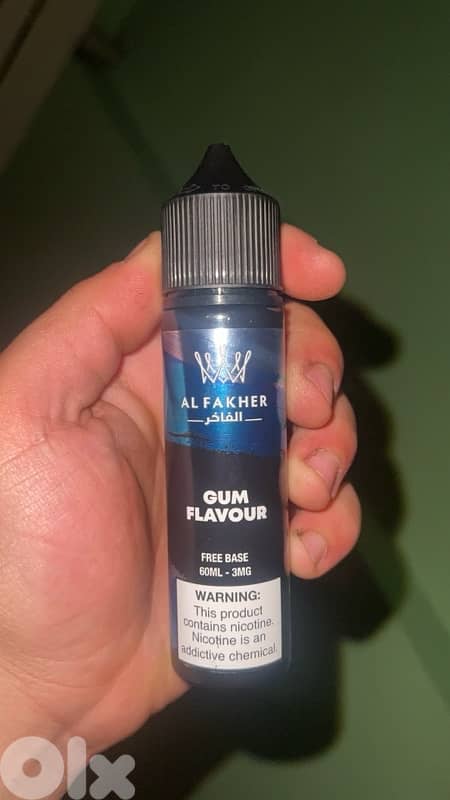 AL FAKHER
الفاخر
GUM
FLAVOUR
FREE BASE
60ML - 3MG
WARNING:
This product
contains nicotine.
Nicotine is an
addictive chemical.
OLX